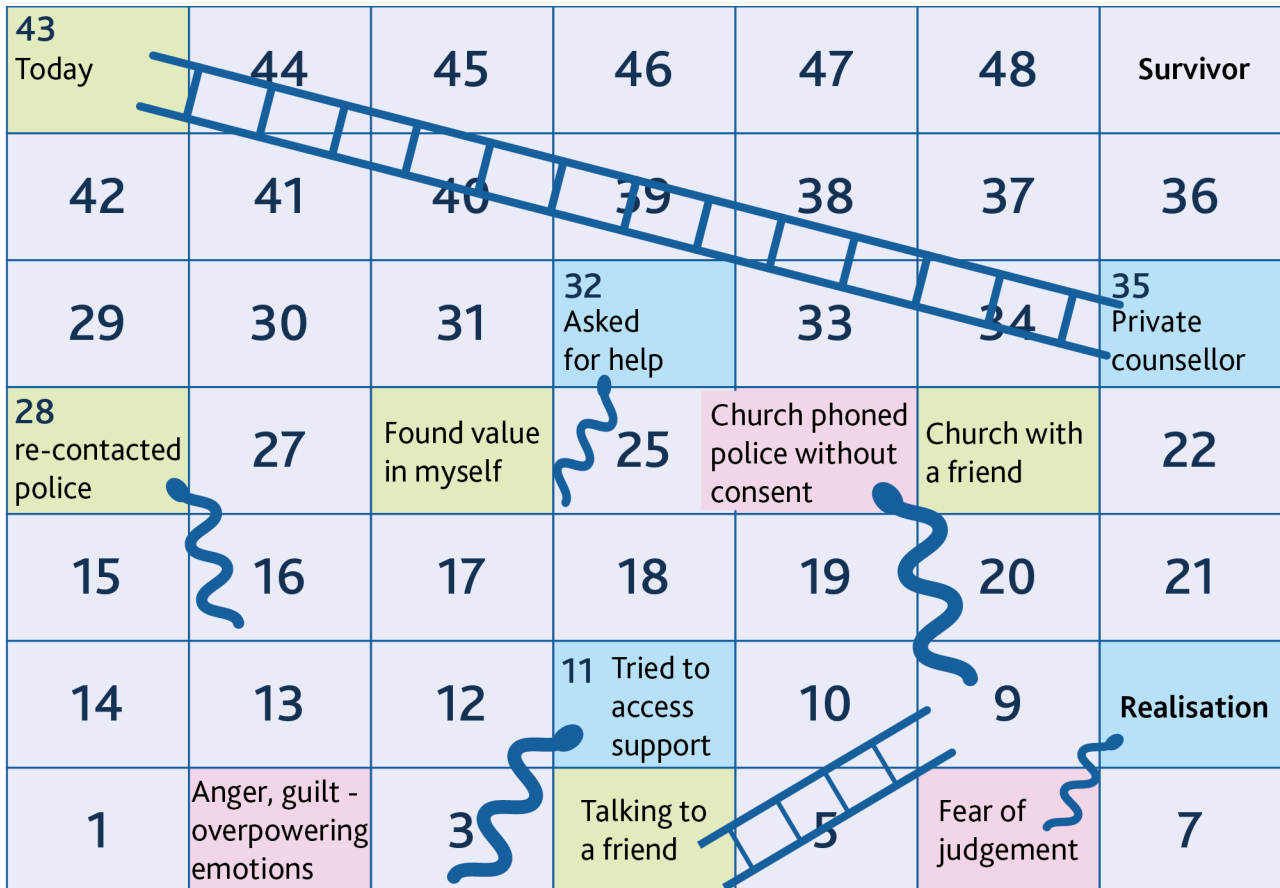 43
Today
44
45
46
47
48
Survivor
42
41
40
39
38
37
36
29
30
31
32
Asked
for help
33
34
35
Private
counsellor
28
re-contacted
police
27
Found value
in myself
25
Church phoned
police without
consent
Church with
a friend
22
15
16
17
18
19
20
21
14
13
12
11
Tried to
access
support
10
9
Realisation
1
Anger, guilt -
overpowering
emotions
3
Talking to
a friend
5
Fear of
judgement
7